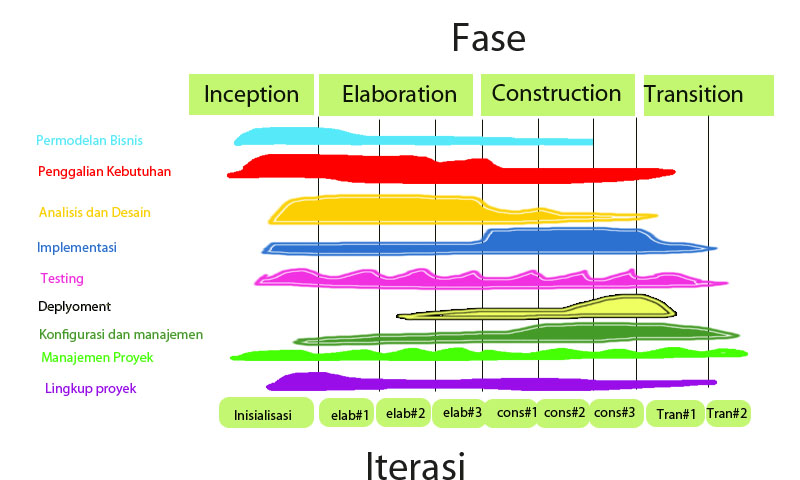 Fase
Inception Elaboration Construction Transition
Permodelan Bisnis
Penggalian Kebutuhan
Analisis dan Desain
Implementasi
Testing
Deplyoment
Konfigurasi dan manajemen
Manajemen Proyek
Lingkup proyek
Inisialisasi elab#1 elab#2 elab#3 cons#1 cons#2 cons#3 Tran#1 Tran#2
Iterasi